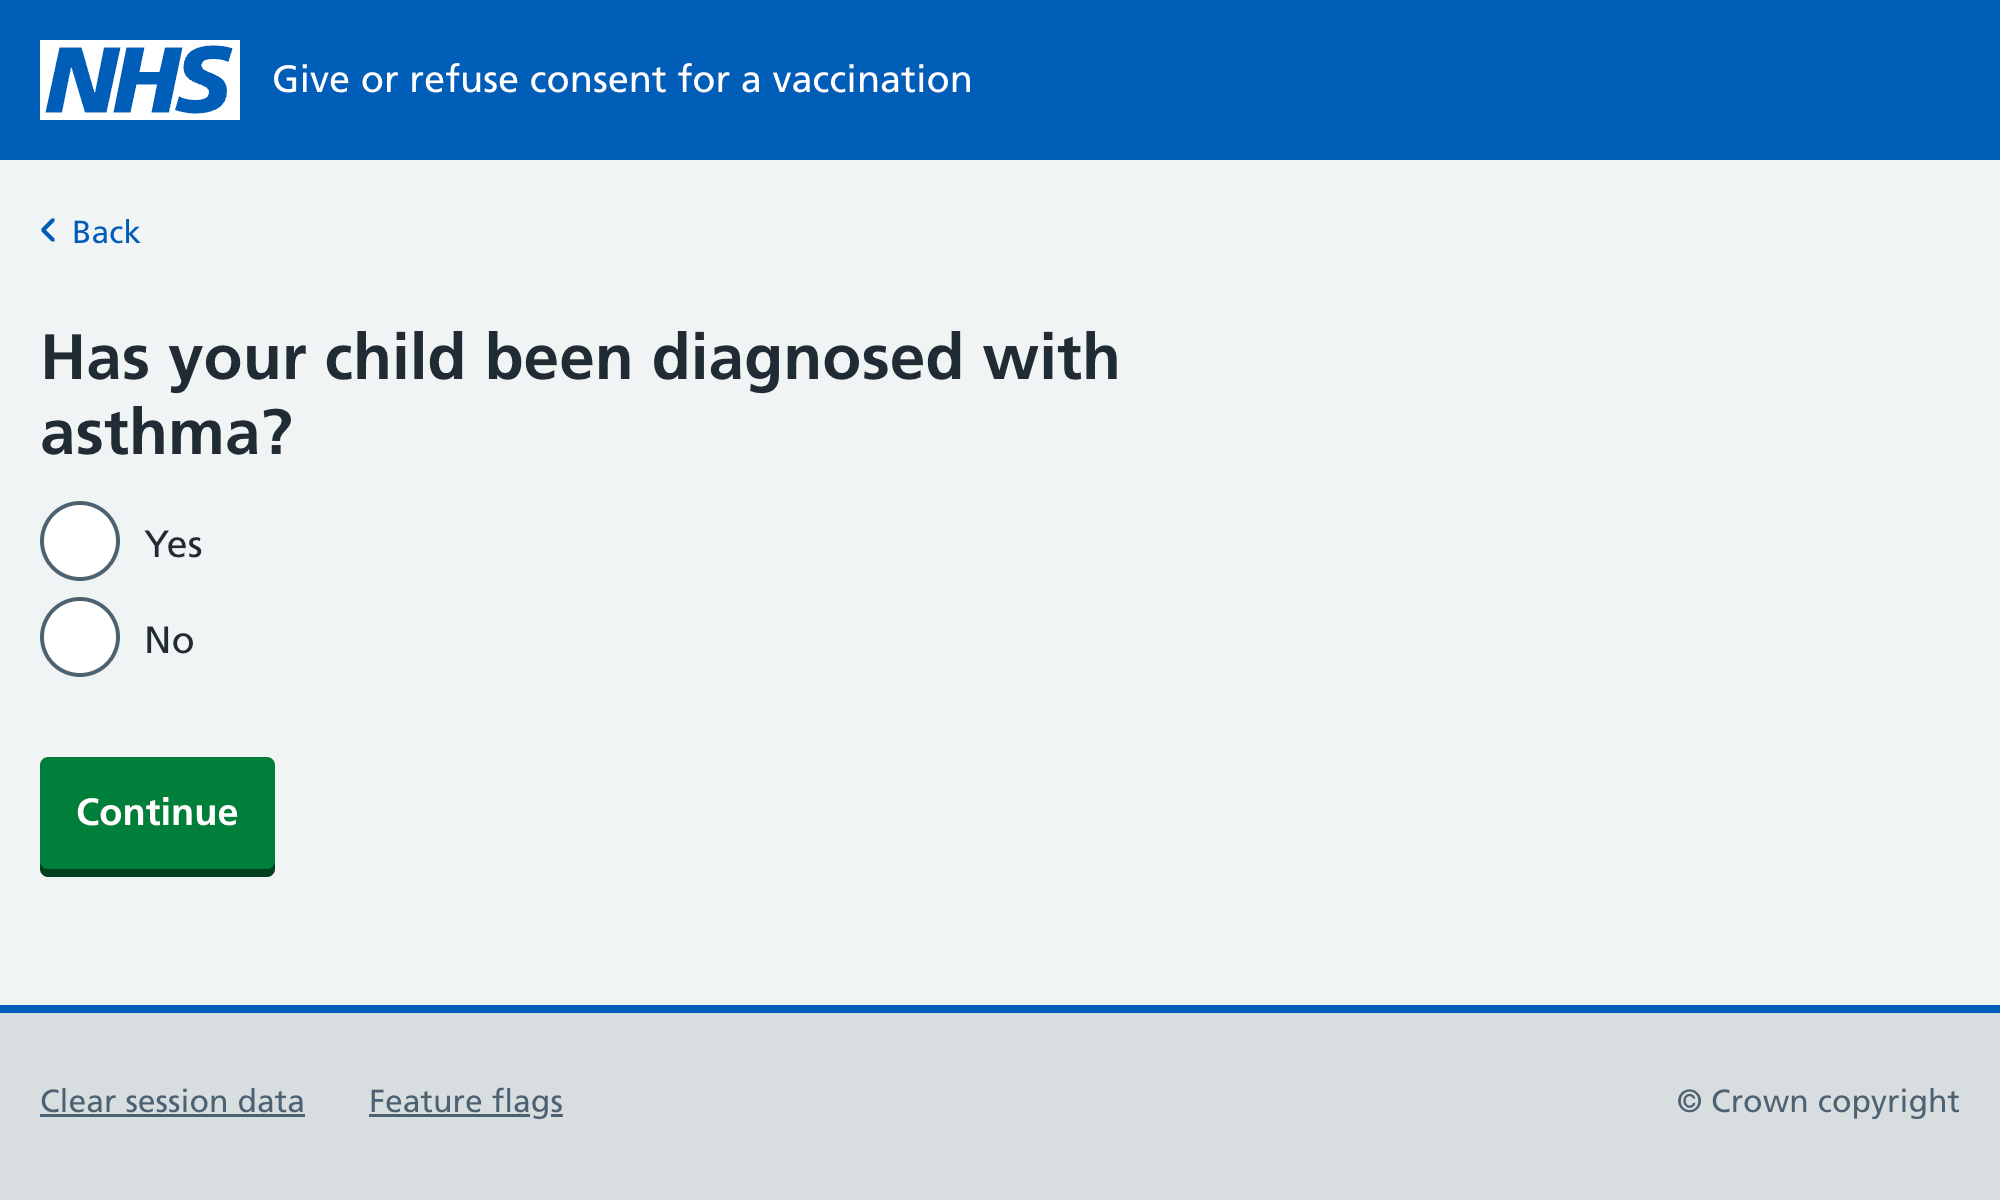 NHS Give or refuse consent for a vaccination
Back
Has your child been diagnosed with
asthma?
Yes
No
Continue
Clear session data Feature flags © Crown copyright